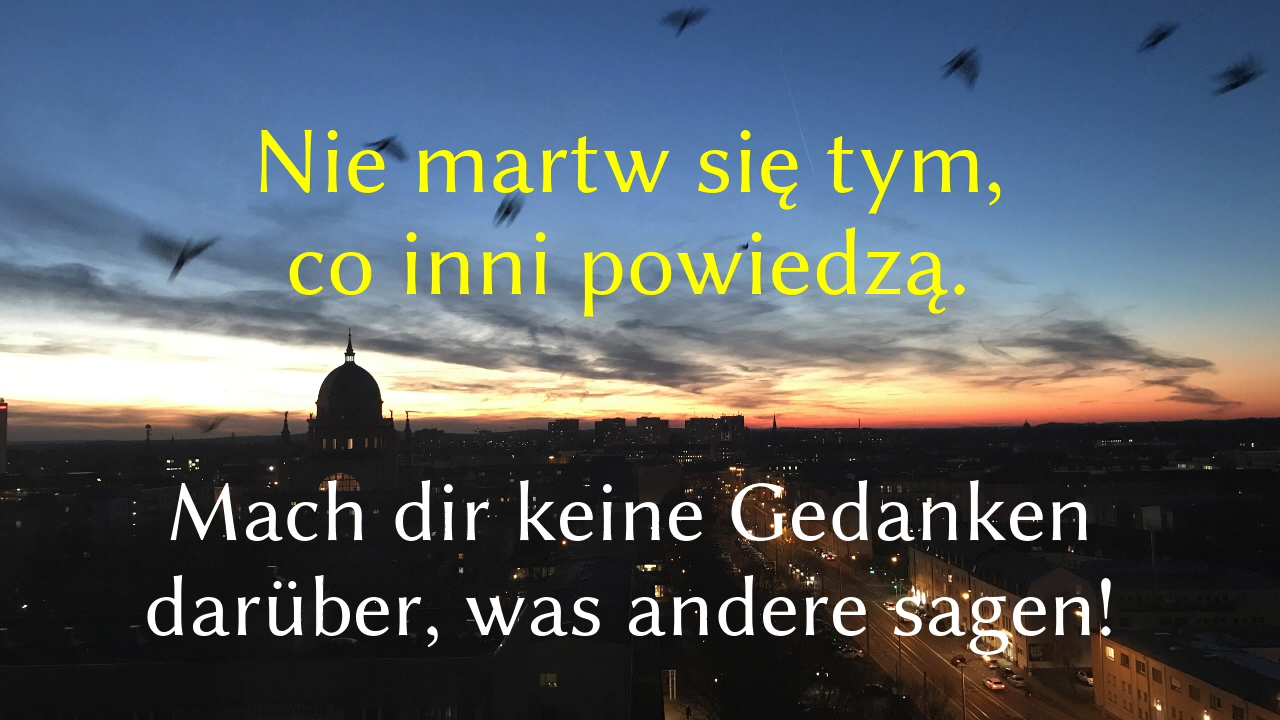 Nie martw się tym,
co inni powiedzą.
Mach dir keine Gedanken
darüber, was andere sagen!